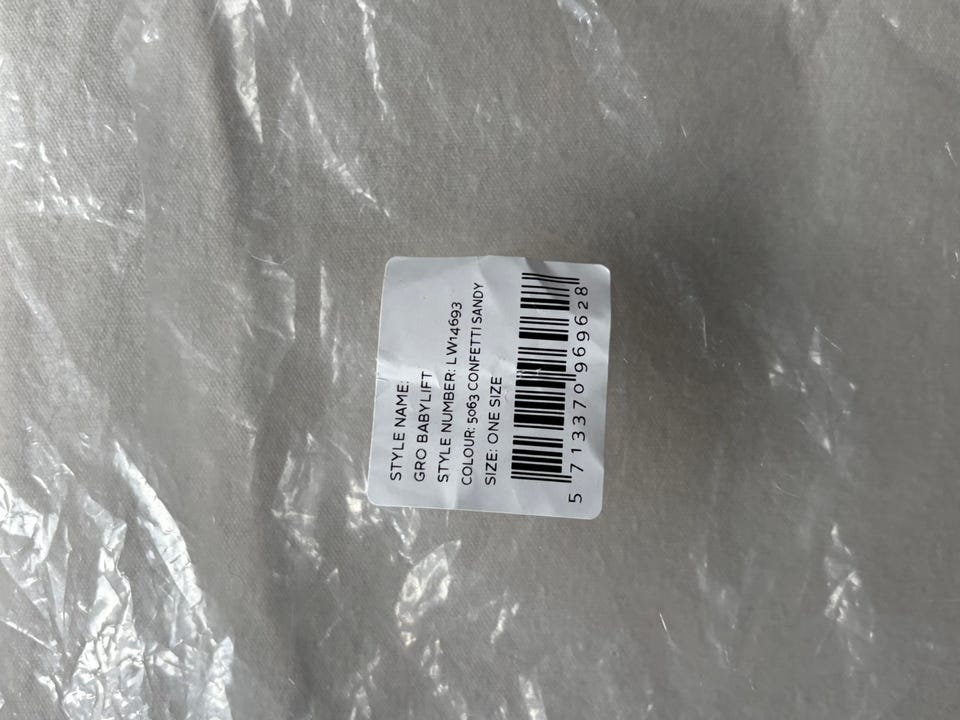 STYLE NAME:
GRO BABYLIFT
STYLE NUMBER: LW14693
COLOUR: 5063 CONFETTI SANDY
SIZE: ONE SIZE
5 713370 969628